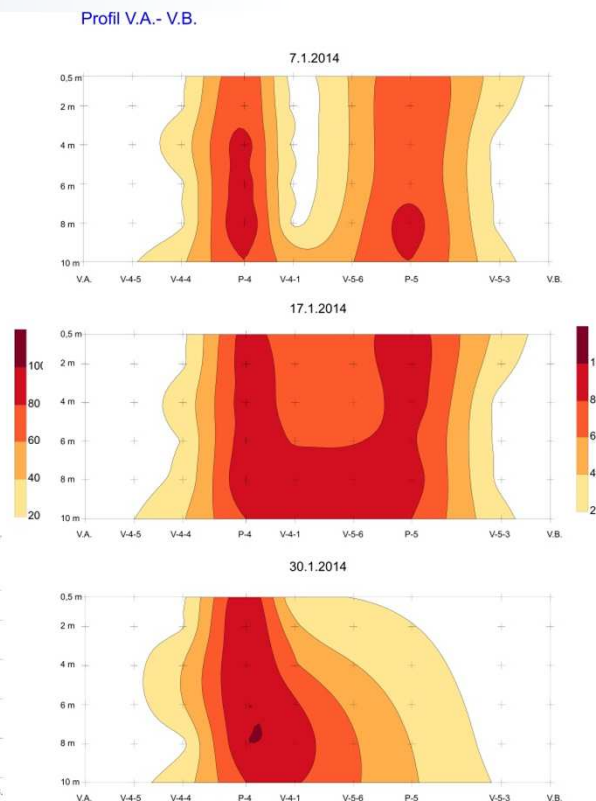 Profil V.A.- V.B.
7.1.2014
0,5 m
2 m
4 m
6 m
8 m
10 m
V.A. V-4-5 V-4-4 P-4 V-4-1 V-5-6 P-5 V-5-3 V.B.
17.1.2014
0,5 m
2 m
4 m
6 m
8 m
10 m
V.A. V-4-5 V-4-4 P-4 V-4-1 V-5-6 P-5 V-5-3 V.B.
80
60
40
20
30.1.2014
0,5 m
2 m
4 m
6 m
8 m
10 m
V.A. V-4-5 V-4-4 P-4 V-4-1 V-5-6 P-5 V-5-3 V.B.